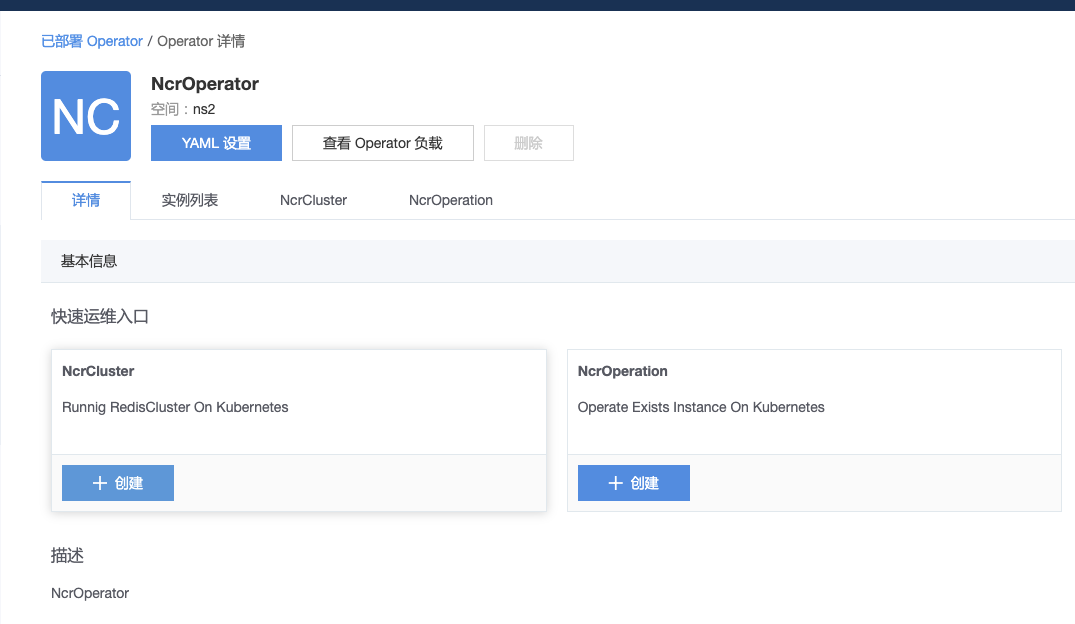 已部署 Operator / Operator 详情
NC
NcrOperator
空间：ns2
YAML 设置 查看 Operator 负载 删除
详情 实例列表 NcrCluster NcrOperation
基本信息
快速运维入口
NcrCluster
Runnig RedisCluster On Kubernetes
创建
NcrOperation
Operate Exists Instance On Kubernetes
创建
描述
NcrOperator